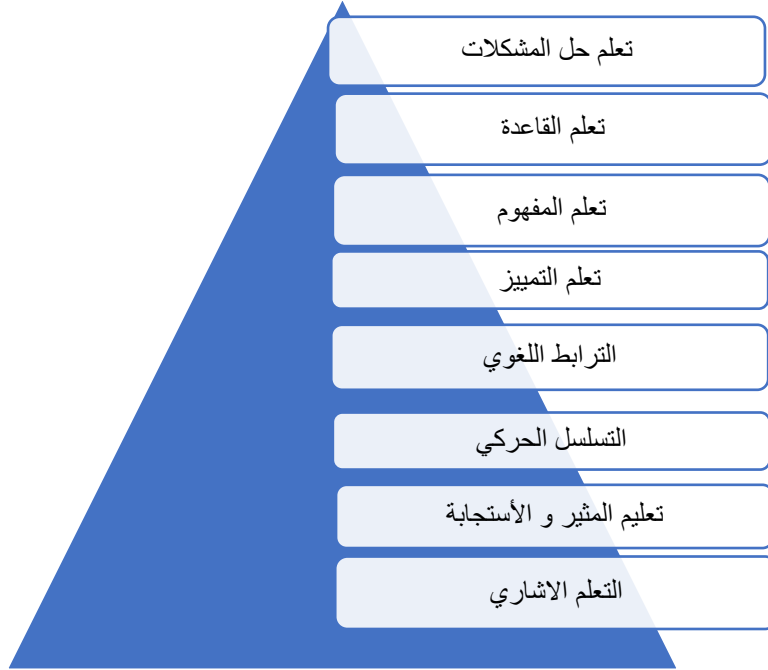 تعلم حل المشكلات
تعلم القاعدة
تعلم المفهوم
تعلم التمييز
الترابط اللغوي
التسلسل الحركي
تعليم المثير و الأستجابة
التعلم الاشاري